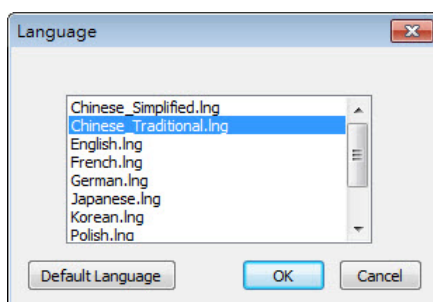 Language
Chinese_Simplified.lng
Chinese_Traditional.lng
English.lng
French.lng
German.lng
Japanese.lng
Korean.lng
Polish.lng
Default Language
OK
Cancel